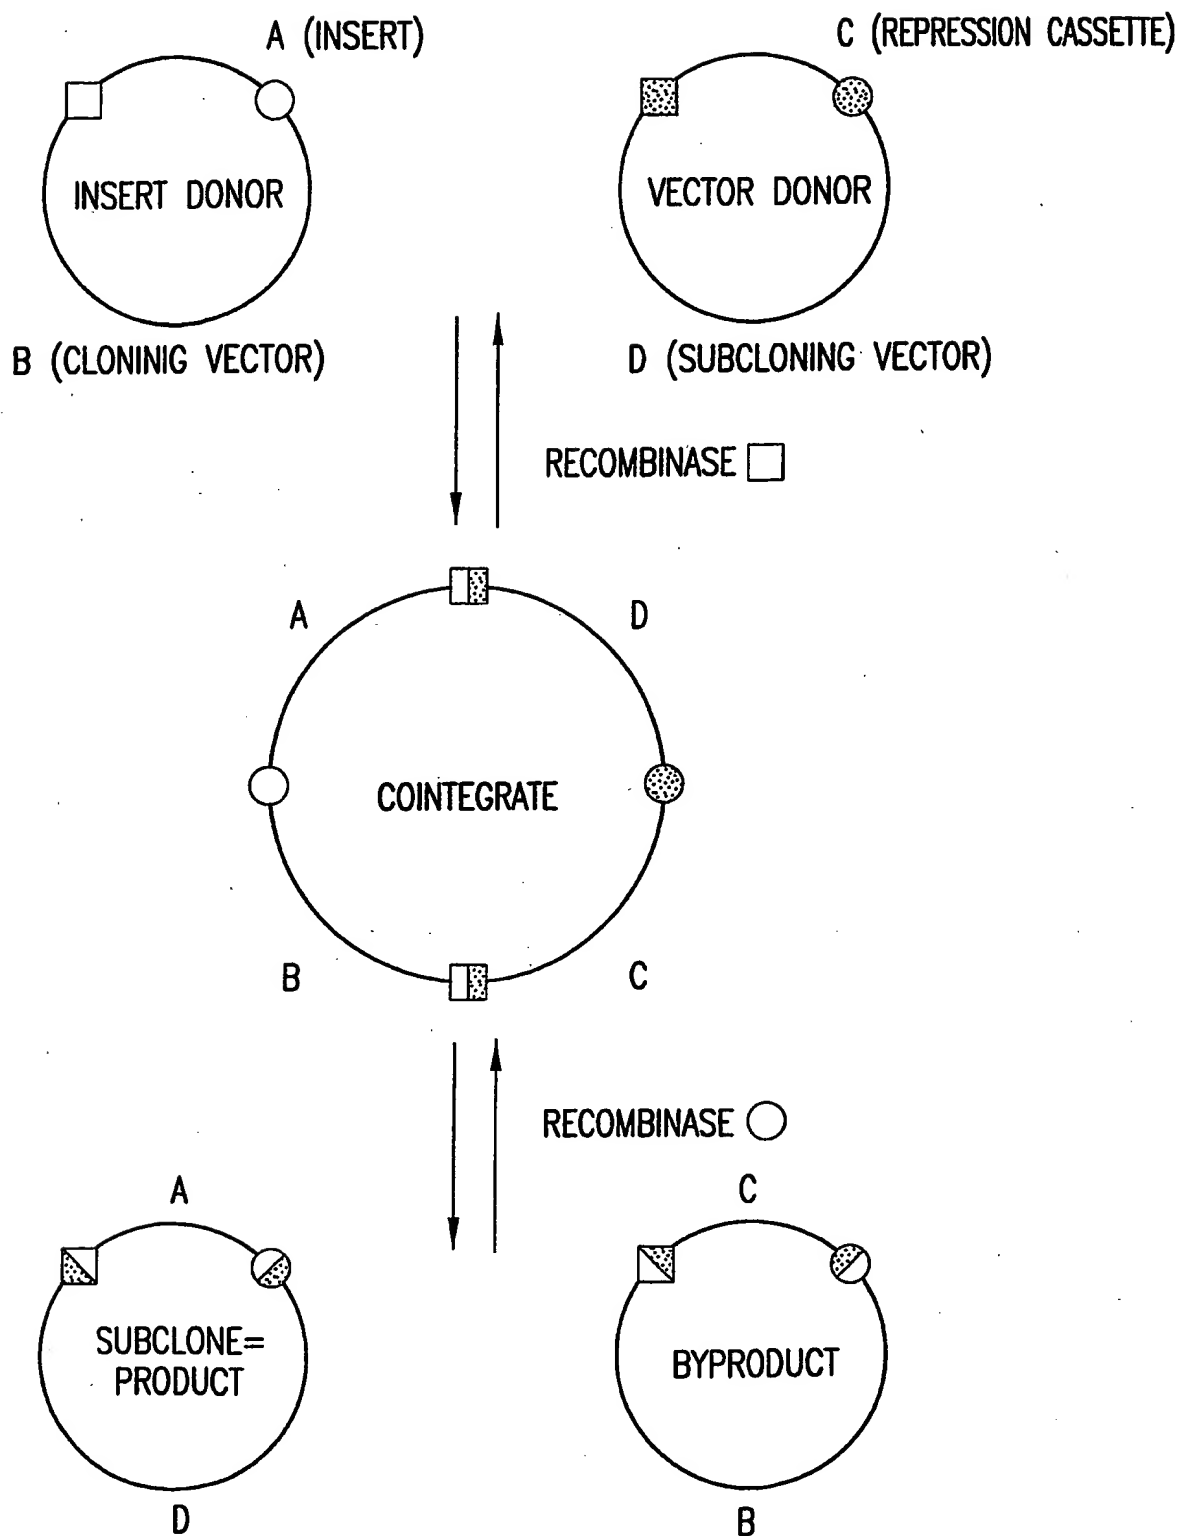 A (INSERT)
C (REPRESSION CASSETTE)
INSERT DONOR
VECTOR DONOR
B (CLONINIG VECTOR)
D (SUBCLONING VECTOR)
RECOMBINASE
A
D
COINTEGRATE
B
C
RECOMBINASE
A
C
SUBCLONE=
PRODUCT
BYPRODUCT
D
B